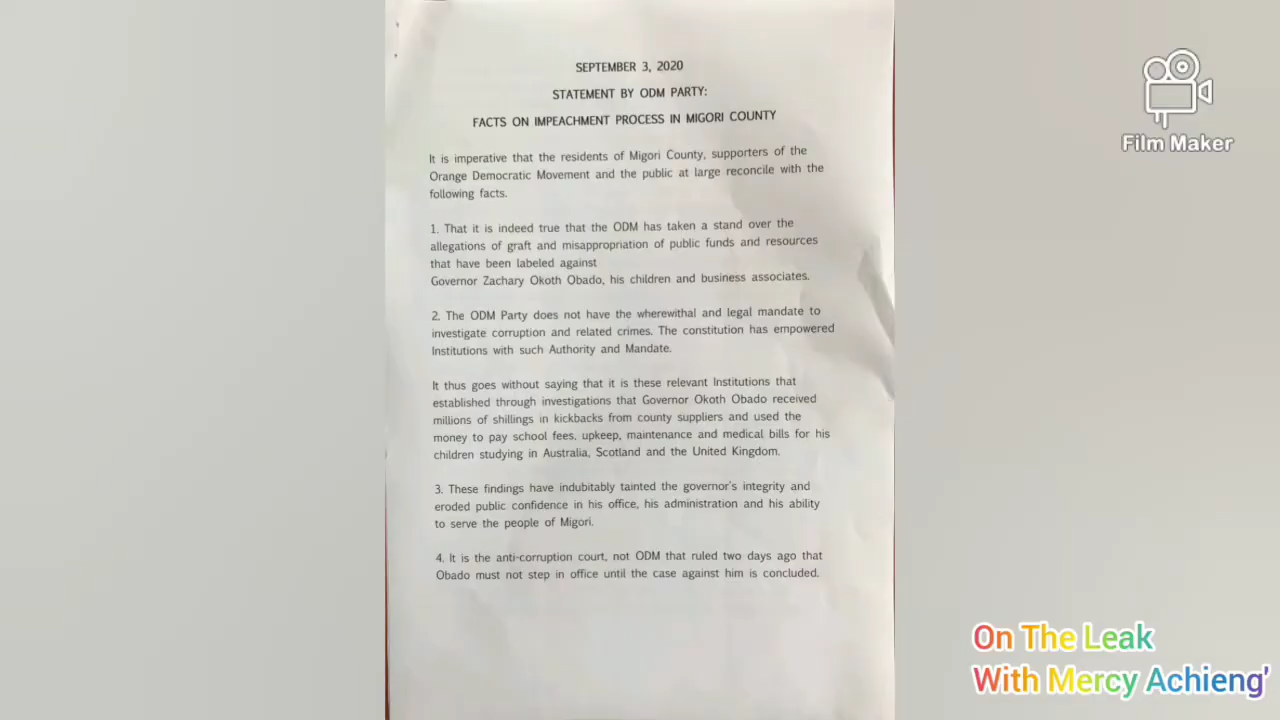 SEPTEMBER 3, 2020
STATEMENT BY ODM PARTY:
FACTS ON IMPEACHMENT PROCESS IN MIGORI COUNTY
It is imperative that the residents of Migori County, supporters of the
Orange Democratic Movement and the public at large reconcile with the
following facts.
1. That it is indeed true that the ODM has taken a stand over the
allegations of graft and misappropriation of public funds and resources
that have been labeled against
Governor Zachary Okoth Obado, his children and business associates.
2. The ODM Party does not have the wherewithal and legal mandate to
investigate corruption and related crimes. The constitution has empowered
Institutions with such Authority and Mandate.
It thus goes without saying that it is these relevant Institutions that
established through investigations that Governor Okoth Obado received
millions of shillings in kickbacks from county suppliers and used the
money to pay school fees, upkeep, maintenance and medical bills for his
children studying in Australia, Scotland and the United Kingdom.
3. These findings have indubitably tainted the governor's integrity and
eroded public confidence in his office, his administration and his ability
to serve the people of Migori.
4. It is the anti-corruption court, not ODM that ruled two days ago that
Obado must not step in office until the case against him is concluded.
Film Maker
On The Leak
With Mercy Achieng'